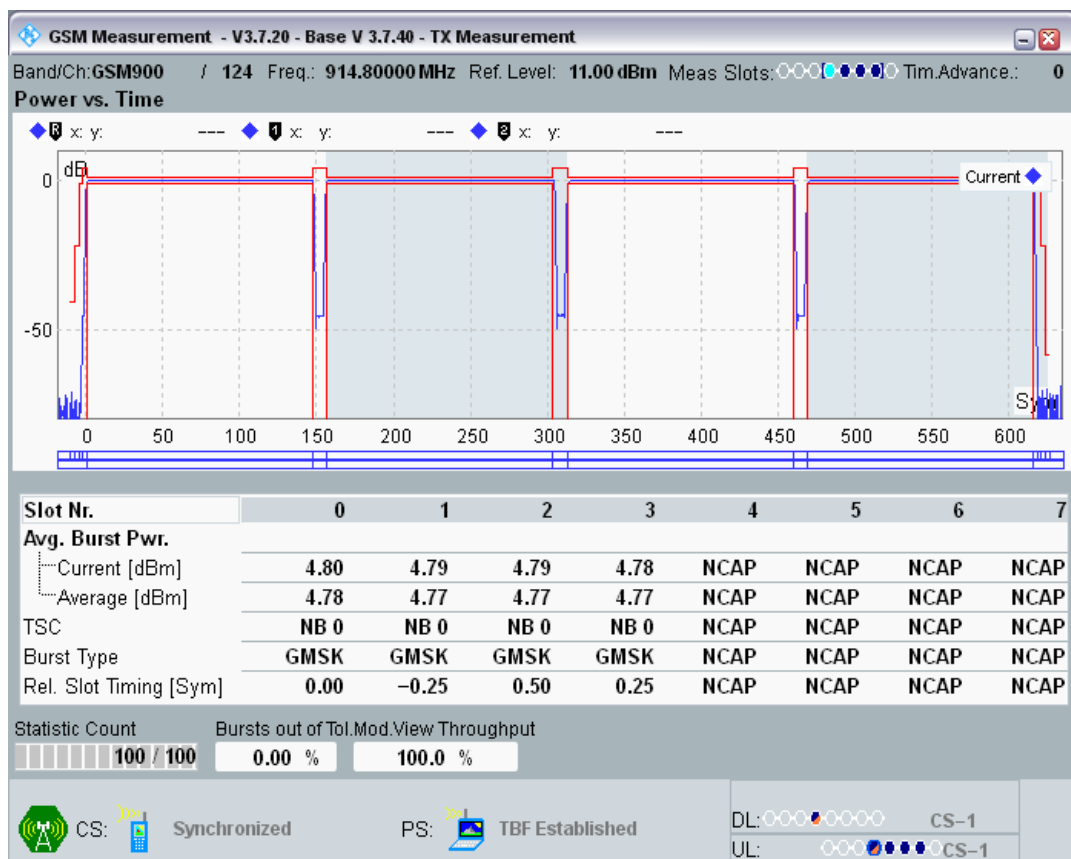 GSM Measurement - V3.7.20 - Base V 3.7.40 - TX Measurement
Band/Ch:GSM900 / 124 Freq.: 914.80000 MHz Ref. Level: 11.00 dBm Meas Slots: Tim.Advance.: 0
Power vs. Time
R x: y: --- 1 x: y: --- 2 x: y: ---
dB
Current
0
-50
Sym
0 50 100 150 200 250 300 350 400 450 500 550 600
Slot Nr. 0 1 2 3 4 5 6 7
Avg. Burst Pwr.
Current [dBm] 4.80 4.79 4.79 4.78 NCAP NCAP NCAP NCAP
Average [dBm] 4.78 4.77 4.77 4.77 NCAP NCAP NCAP NCAP
TSC NB 0 NB 0 NB 0 NB 0 NCAP NCAP NCAP NCAP
Burst Type GMSK GMSK GMSK GMSK NCAP NCAP NCAP NCAP
Rel. Slot Timing [Sym] 0.00 −0.25 0.50 0.25 NCAP NCAP NCAP NCAP
Statistic Count Bursts out of Tol. Mod.View Throughput
100 / 100 0.00 % 100.0 %
CS: Synchronized PS: TBF Established
DL: CS−1
UL: CS−1